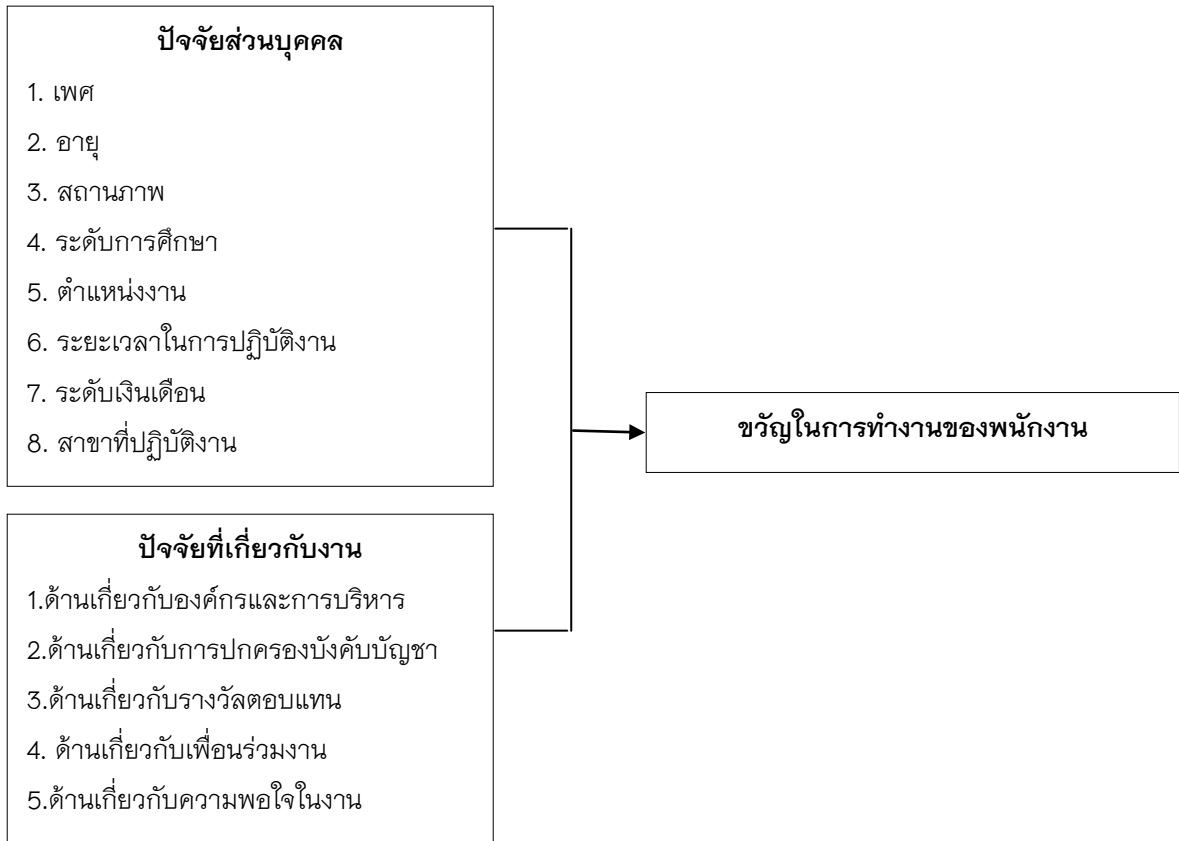 ปัจจัยส่วนบุคคล
1. เพศ
2. อายุ
3. สถานภาพ
4. ระดับการศึกษา
5. ตำแหน่งงาน
6. ระยะเวลาในการปฏิบัติงาน
7. ระดับเงินเดือน
8. สาขาที่ปฏิบัติงาน
ขวัญในการทำงานของพนักงาน
ปัจจัยที่เกี่ยวกับงาน
1.ด้านเกี่ยวกับองค์กรและการบริหาร
2.ด้านเกี่ยวกับการปกครองบังคับบัญชา
3.ด้านเกี่ยวกับรางวัลตอบแทน
4. ด้านเกี่ยวกับเพื่อนร่วมงาน
5.ด้านเกี่ยวกับความพอใจในงาน